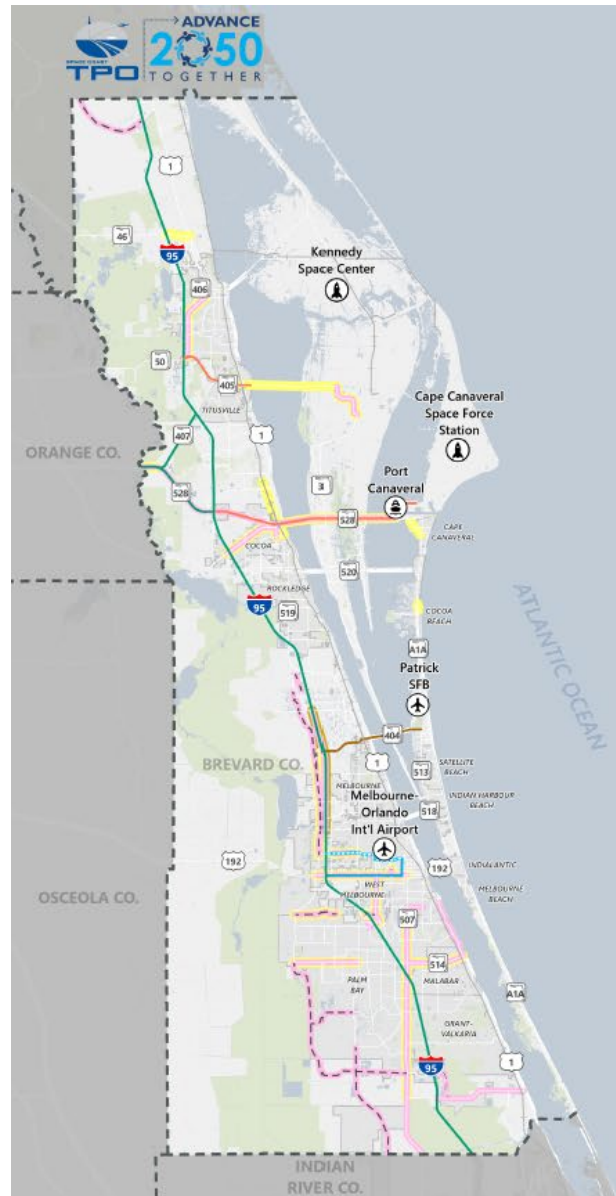 SPACE COAST
TPO
ADVANCE
2050
TOGETHER
1
46
95
Kennedy
Space Center
406
50
405
TITUSVILLE
Cape Canaveral
Space Force
Station
ORANGE CO.
407
1
3
Port
Canaveral
528
528
CAPE
CANAVERAL
COCOA
520
ROCKLEDGE
95
519
COCOA
BEACH
ATLANTIC OCEAN
A1A
Patrick
SFB
404
BREVARD CO.
1
513
SATELLITE
BEACH
MELBOURNE
Melbourne-
Orlando
Int'l Airport
518
INDIAN HARBOUR
BEACH
192
192
INDIALANTIC
WEST
MELBOURNE
MELBOURNE
BEACH
OSCEOLA CO.
507
514
PALM
BAY
MALABAR
A1A
GRANT-
VALKARIA
95
1
INDIAN
RIVER CO.